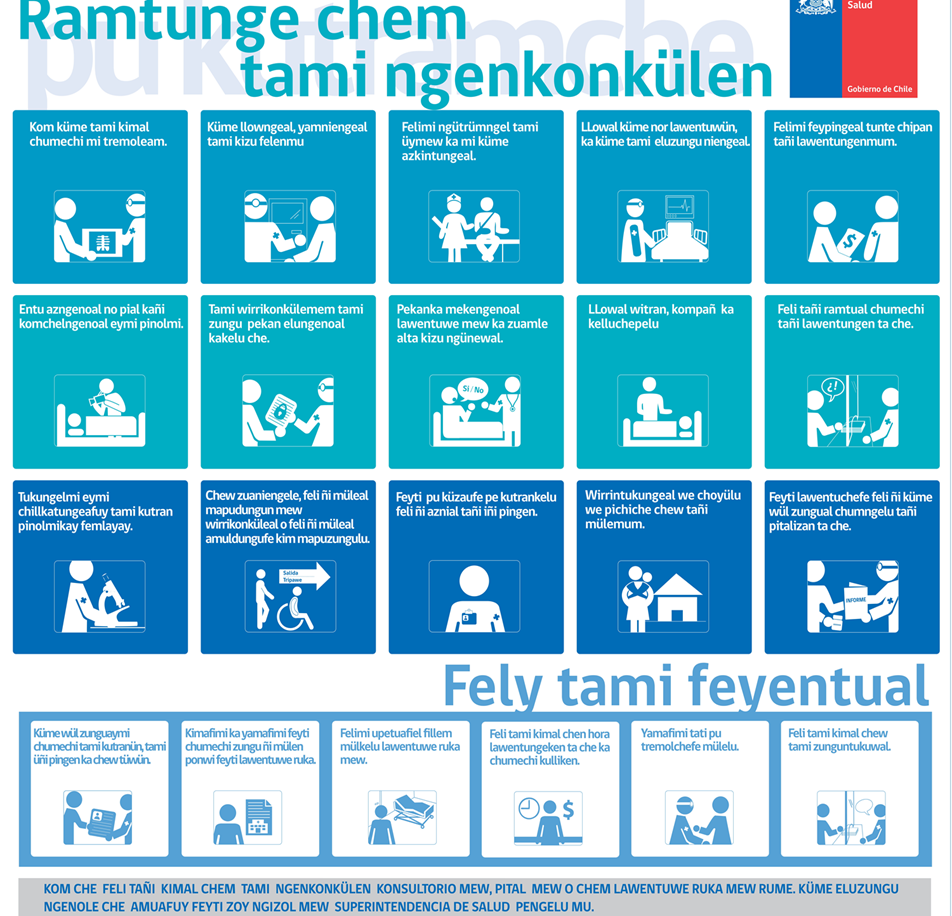 Ramtunge chem
pu kutramche
tami ngenkonkülen
Salud
Gobierno de Chile
Kom küme tami kimal
chumechi mi tremoleam.
Küme llowngeal, yamniengeal
tami kizu felenmu
Felimi ngütrümngel tami
üymew ka mi küme
azkintungeal.
LLowal küme nor lawentuwün,
ka küme tami eluzungu niengeal.
Felimi feypingeal tunte chipan
tañi lawentungenmum.
$
Entu azngenoal no pial kañi
komchelngenoal eymi pinolmi.
Tami wirrikonkülemem tami
zungu pekan elungenoal
kakelu che.
Pekanka mekengenoal
lawentuwe mew ka zuamle
alta kizu ngünewal.
Si / No
LLowal witran, kompañ ka
kelluchepelu
Feli tañi ramtual chumechi
tañi lawentungen ta che.
¿!
Tukungelmi eymi
chillkatungeafuy tami kutran
pinolmikay femlayay.
Chew zuaniengele, feli ñi müleal
mapudungun mew
wirrikonküleal o feli ñi müleal
amuldungufe kim mapuzungulu.
Salida
Tripawe
Feyti pu küzaufe pe kutrankelu
feli ñi aznial tañi iñi pingen.
Wirrintukungeal we choyülu
we pichiche chew tañi
mülemum.
Feyti lawentuchefe feli ñi küme
wül zungual chumngelu tañi
pitalizan ta che.
INFORME
Fely tami feyentual
Küme wül zunguaymi
chumechi tami kutranün, tami
üñi pingen ka chew tüwün.
Kimafimi ka yamafimi feyti
chumechi zungu ñi mülen
ponwi feyti lawentuwe ruka.
Felimi upetuafiel fillem
mülkelu lawentuwe ruka
mew.
Feli tami kimal chen hora
lawentungeken ta che ka
chumechi kulliken.
$
Yamafimi tati pu
tremolchefe mülelu.
Feli tami kimal chew
tami zunguntukuwal.
KOM CHE FELI TAÑI KIMAL CHEM TAMI NGENKONKÜLEN KONSULTORIO MEW, PITAL MEW O CHEM LAWENTUWE RUKA MEW RUME. KÜME ELUZUNGU
NGENOLE CHE AMUAFUY FEYTI ZOY NGIZOL MEW SUPERINTENDENCIA DE SALUD PENGELU MU.